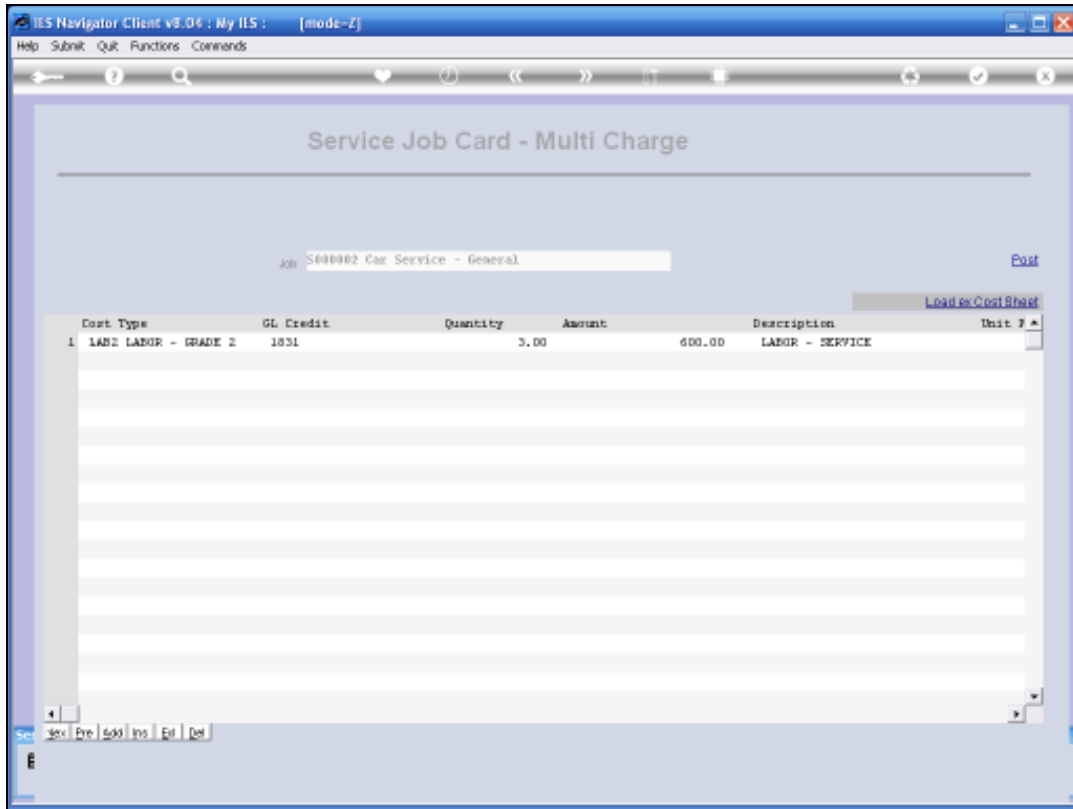 IES Navigator Client v8.04 : My IES : [mode=Z]
Help Submit Quit Functions Commands
Service Job Card - Multi Charge
Job S000002 Car Service - General
Post
Load ex Cost Sheet
Cost Type GL Credit Quantity Amount Description Unit
1 LAB2 LABOR - GRADE 2 1831 3.00 600.00 LABOR - SERVICE
Nex Pre Add Ins Del